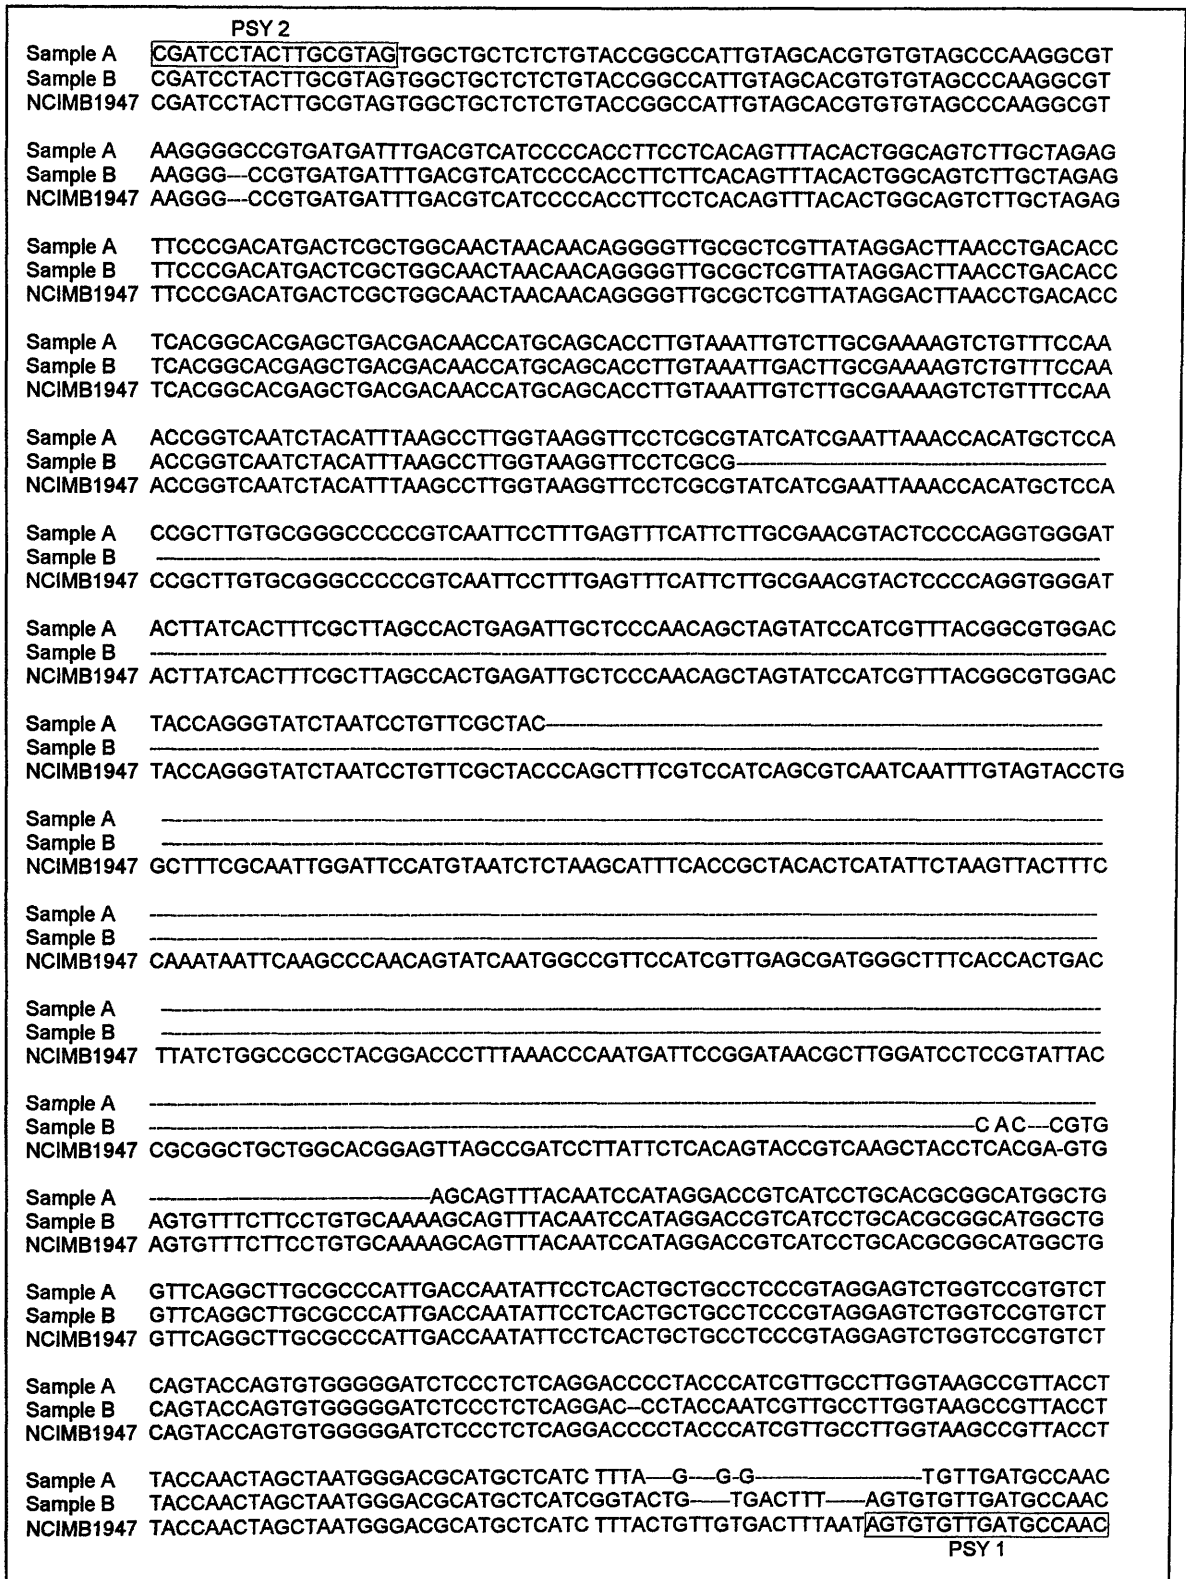 PSY 2
Sample A CGATCCTACTTGCGTAGTGGCTGCTCTCTGTACCGGCCATTGTAGCACGTGTGTAGCCCAAGGCGT
Sample B CGATCCTACTTGCGTAGTGGCTGCTCTCTGTACCGGCCATTGTAGCACGTGTGTAGCCCAAGGCGT
NCIMB1947 CGATCCTACTTGCGTAGTGGCTGCTCTCTGTACCGGCCATTGTAGCACGTGTGTAGCCCAAGGCGT
Sample A AAGGGGCCGTGATGATTTGACGTCATCCCCACCTTCCTCACAGTTTACACTGGCAGTCTTGCTAGAG
Sample B AAGGG---CCGTGATGATTTGACGTCATCCCCACCTTCTTCACAGTTTACACTGGCAGTCTTGCTAGAG
NCIMB1947 AAGGG---CCGTGATGATTTGACGTCATCCCCACCTTCCTCACAGTTTACACTGGCAGTCTTGCTAGAG
Sample A TTCCCGACATGACTCGCTGGCAACTAACAACAGGGGTTGCGCTCGTTATAGGACTTAACCTGACACC
Sample B TTCCCGACATGACTCGCTGGCAACTAACAACAGGGGTTGCGCTCGTTATAGGACTTAACCTGACACC
NCIMB1947 TTCCCGACATGACTCGCTGGCAACTAACAACAGGGGTTGCGCTCGTTATAGGACTTAACCTGACACC
Sample A TCACGGCACGAGCTGACGACAACCATGCAGCACCTTGTAAATTGTCTTGCGAAAAGTCTGTTTCCAA
Sample B TCACGGCACGAGCTGACGACAACCATGCAGCACCTTGTAAATTGACTTGCGAAAAGTCTGTTTCCAA
NCIMB1947 TCACGGCACGAGCTGACGACAACCATGCAGCACCTTGTAAATTGTCTTGCGAAAAGTCTGTTTCCAA
Sample A ACCGGTCAATCTACATTTAAGCCTTGGTAAGGTTCCTCGCGTATCATCGAATTAAACCACATGCTCCA
Sample B ACCGGTCAATCTACATTTAAGCCTTGGTAAGGTTCCTCGCG---
NCIMB1947 ACCGGTCAATCTACATTTAAGCCTTGGTAAGGTTCCTCGCGTATCATCGAATTAAACCACATGCTCCA
Sample A CCGCTTGTGCGGGCCCCCGTCAATTCCTTTGAGTTTCATTCTTGCGAACGTACTCCCCAGGTGGGAT
Sample B ---
NCIMB1947 CCGCTTGTGCGGGCCCCCGTCAATTCCTTTGAGTTTCATTCTTGCGAACGTACTCCCCAGGTGGGAT
Sample A ACTTATCACTTTCGCTTAGCCACTGAGATTGCTCCCAACAGCTAGTATCCATCGTTTACGGCGTGGAC
Sample B ---
NCIMB1947 ACTTATCACTTTCGCTTAGCCACTGAGATTGCTCCCAACAGCTAGTATCCATCGTTTACGGCGTGGAC
Sample A TACCAGGGTATCTAATCCTGTTCGCTAC---
Sample B ---
NCIMB1947 TACCAGGGTATCTAATCCTGTTCGCTACCCAGCTTTCGTCCATCAGCGTCAATCAATTTGTAGTACCTG
Sample A ---
Sample B ---
NCIMB1947 GCTTTCGCAATTGGATTCCATGTAATCTCTAAGCATTTCACCGCTACACTCATATTCTAAGTTACTTTC
Sample A ---
Sample B ---
NCIMB1947 CAAATAATTCAAGCCCAACAGTATCAATGGCCGTTCCATCGTTGAGCGATGGGCTTTCACCACTGAC
Sample A ---
Sample B ---
NCIMB1947 TTATCTGGCCGCCTACGGACCCTTTAAACCCAATGATTCCGGATAACGCTTGGATCCTCCGTATTAC
Sample A ---
Sample B ---C AC---CGTG
NCIMB1947 CGCGGCTGCTGGCACGGAGTTAGCCGATCCTTATTCTCACAGTACCGTCAAGCTACCTCACGA-GTG
Sample A ---AGCAGTTTACAATCCATAGGACCGTCATCCTGCACGCGGCATGGCTG
Sample B AGTGTTTCTTCCTGTGCAAAAGCAGTTTACAATCCATAGGACCGTCATCCTGCACGCGGCATGGCTG
NCIMB1947 AGTGTTTCTTCCTGTGCAAAAGCAGTTTACAATCCATAGGACCGTCATCCTGCACGCGGCATGGCTG
Sample A GTTCAGGCTTGCGCCCATTGACCAATATTCCTCACTGCTGCCTCCCGTAGGAGTCTGGTCCGTGTCT
Sample B GTTCAGGCTTGCGCCCATTGACCAATATTCCTCACTGCTGCCTCCCGTAGGAGTCTGGTCCGTGTCT
NCIMB1947 GTTCAGGCTTGCGCCCATTGACCAATATTCCTCACTGCTGCCTCCCGTAGGAGTCTGGTCCGTGTCT
Sample A CAGTACCAGTGTGGGGGATCTCCCTCTCAGGACCCCTACCCATCGTTGCCTTGGTAAGCCGTTACCT
Sample B CAGTACCAGTGTGGGGGATCTCCCTCTCAGGAC--CCTACCAATCGTTGCCTTGGTAAGCCGTTACCT
NCIMB1947 CAGTACCAGTGTGGGGGATCTCCCTCTCAGGACCCCTACCCATCGTTGCCTTGGTAAGCCGTTACCT
Sample A TACCAACTAGCTAATGGGACGCATGCTCATC TTTA---G---G-G---TGTTGATGCCAAC
Sample B TACCAACTAGCTAATGGGACGCATGCTCATCGGTACTG----TGACTTT----AGTGTGTTGATGCCAAC
NCIMB1947 TACCAACTAGCTAATGGGACGCATGCTCATC TTTACTGTTGTGACTTTAATAGTGTGTTGATGCCAAC
PSY 1